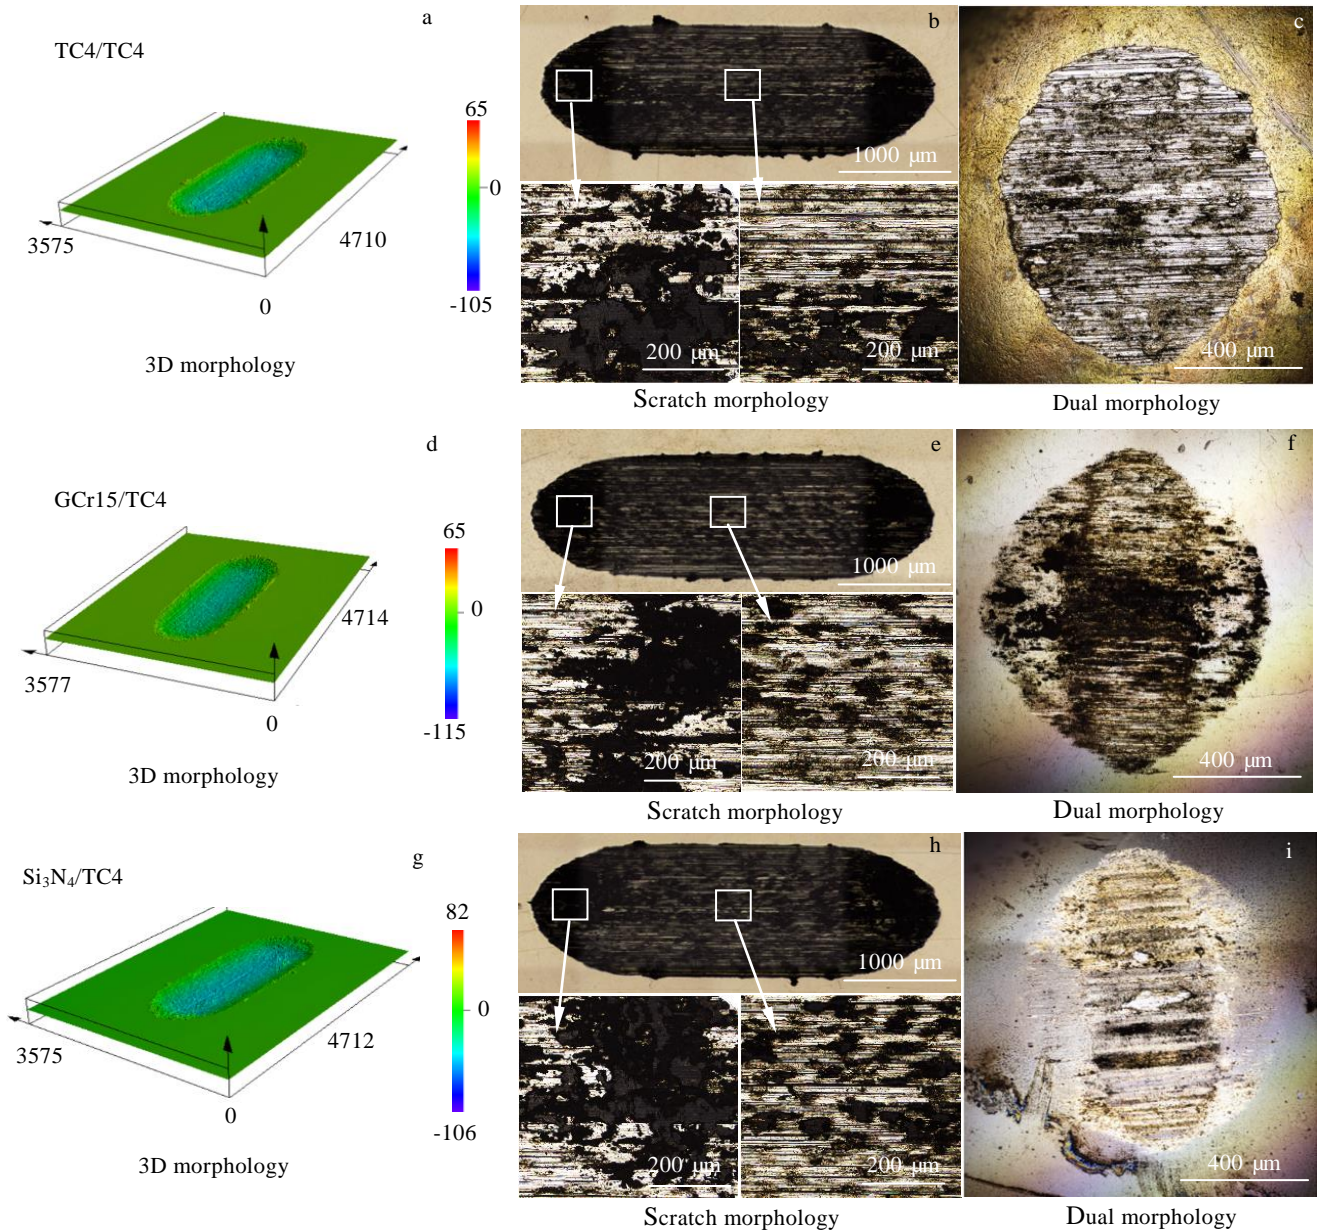 a
TC4/TC4
65
0
-105
3575
4710
0
3D morphology
b
1000 μm
200 μm
200 μm
Scratch morphology
c
400 μm
Dual morphology
d
GCr15/TC4
65
0
-115
3577
4714
0
3D morphology
e
1000 μm
200 μm
200 μm
Scratch morphology
f
400 μm
Dual morphology
g
Si₃N₄/TC4
82
0
-106
3575
4712
0
3D morphology
h
1000 μm
200 μm
200 μm
Scratch morphology
i
400 μm
Dual morphology